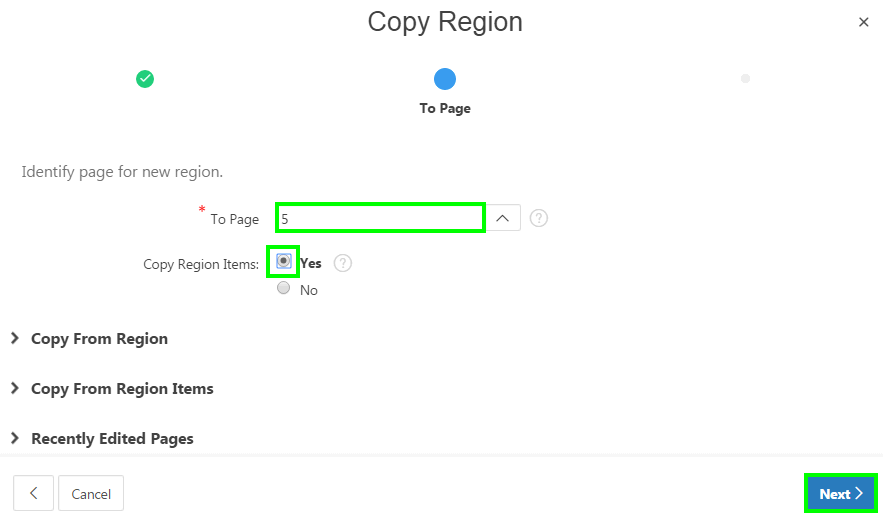 Copy Region
To Page
Identify page for new region.
* To Page 5 ?
Copy Region Items: Yes ?
No
Copy From Region
Copy From Region Items
Recently Edited Pages
Cancel Next